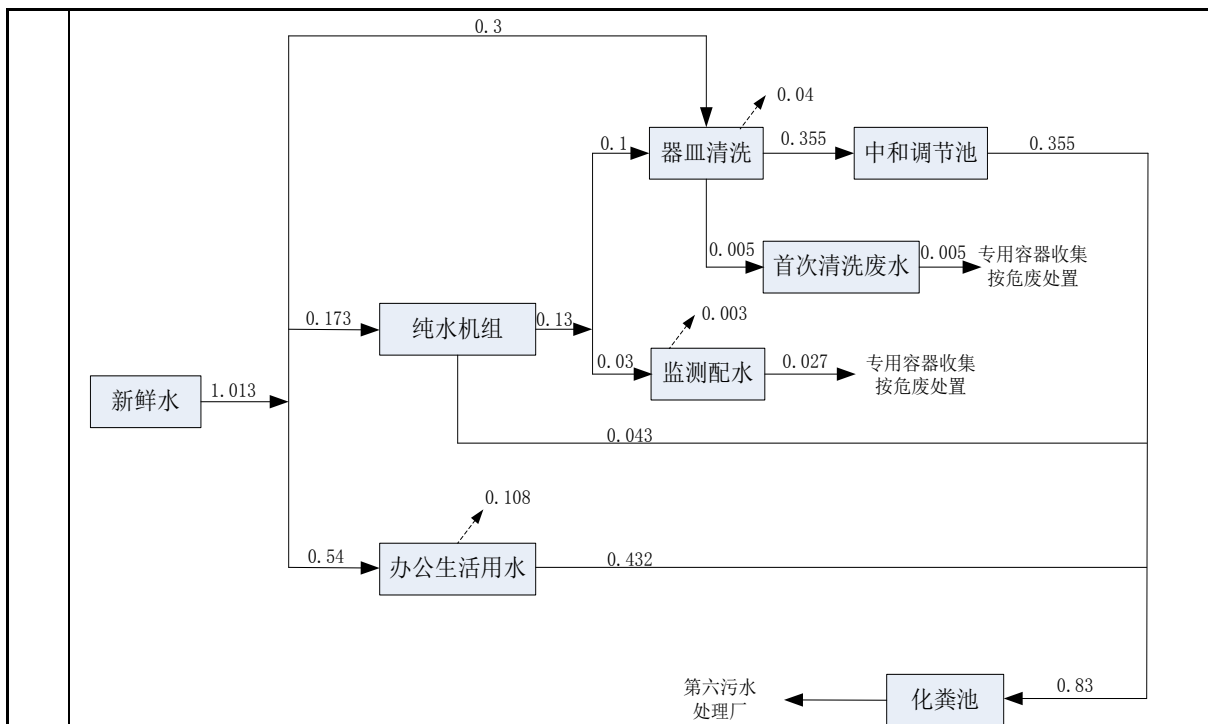 0.3
0.04
0.1
器皿清洗
0.355
中和调节池
0.355
0.005
首次清洗废水
0.005
专用容器收集
按危废处置
0.173
纯水机组
0.13
0.003
0.03
监测配水
0.027
专用容器收集
按危废处置
新鲜水
1.013
0.043
0.108
0.54
办公生活用水
0.432
第六污水
处理厂
化粪池
0.83